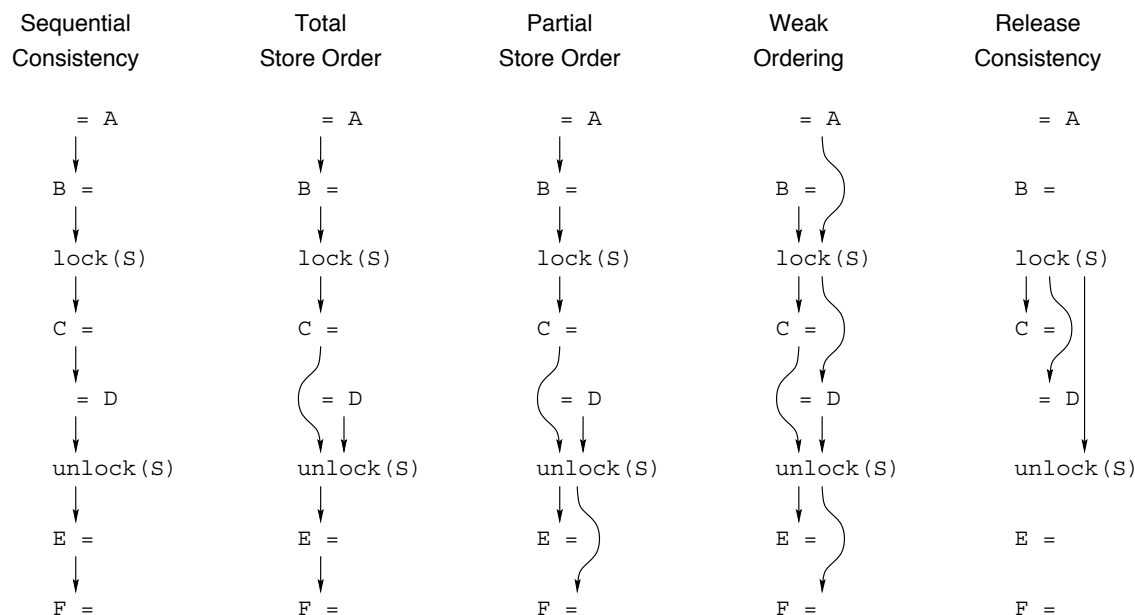 Sequential Total Partial Weak Release
Consistency Store Order Store Order Ordering Consistency
= A = A = A = A = A
B = B = B = B = B =
lock(S) lock(S) lock(S) lock(S) lock(S)
C = C = C = C = C =
= D = D = D = D = D
unlock(S) unlock(S) unlock(S) unlock(S) unlock(S)
E = E = E = E = E =
F = F = F = F = F =